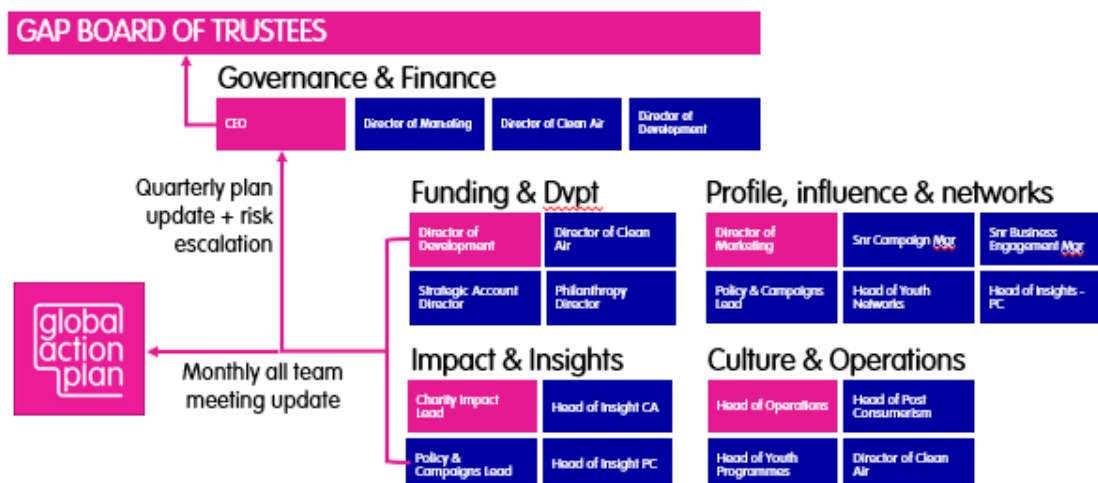 GAP BOARD OF TRUSTEES
Governance & Finance
CEO
Director of Marketing
Director of Clean Air
Director of
Development
Quarterly plan
update + risk
escalation
Funding & Dvpt
Director of
Development
Director of Clean
Air
Strategic Account
Director
Philanthropy
Director
Profile, influence & networks
Director of
Marketing
Snr Campaign Mgr
Snr Business
Engagement Mgr
Policy & Campaigns
Lead
Head of Youth
Networks
Head of Insights -
PC
global
action
plan
Monthly all team
meeting update
Impact & Insights
Charity Impact
Lead
Head of Insight CA
Policy &
Campaigns Lead
Head of Insight PC
Culture & Operations
Head of Operations
Head of Post
Consumerism
Head of Youth
Programmes
Director of Clean
Air